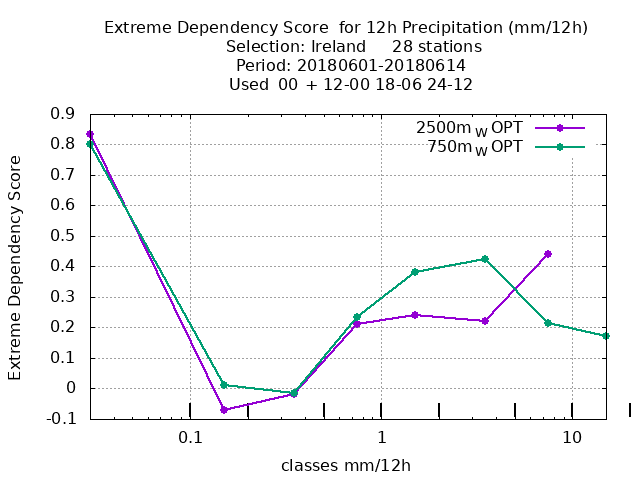 Extreme Dependency Score  for 12h Precipitation (mm/12h)
Selection: Ireland     28 stations
Period: 20180601-20180614
Used  00 + 12-00 18-06 24-12
2500m W OPT
750m W OPT
0.9
0.8
0.7
0.6
0.5
0.4
0.3
0.2
0.1
0
-0.1
Extreme Dependency Score
0.1 1 10
classes mm/12h